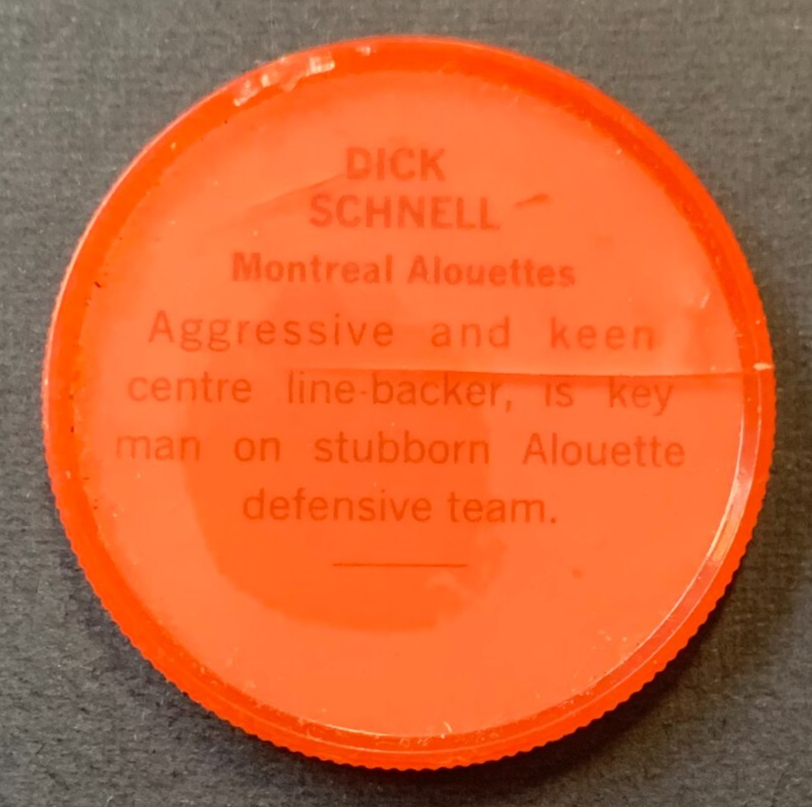 DICK
SCHNELL
Montreal Alouettes
Aggressive and keen
centre line-backer, is key
man on stubborn Alouette
defensive team.